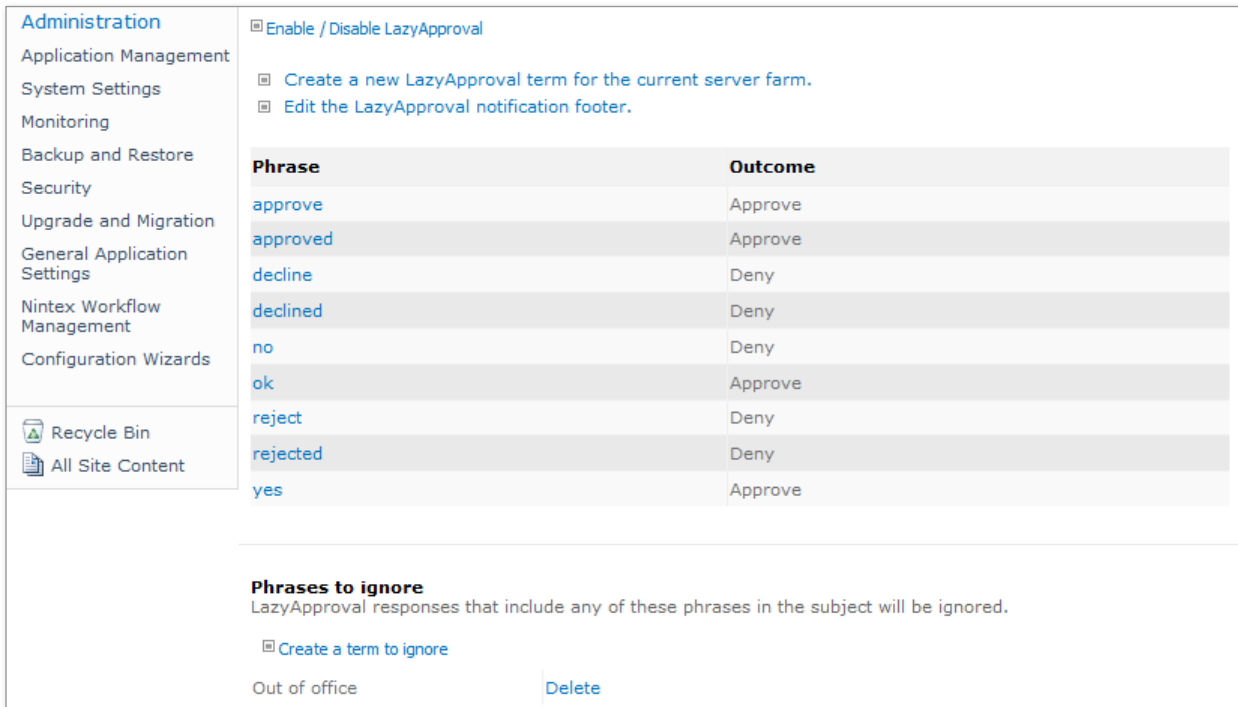 Administration
Application Management
System Settings
Monitoring
Backup and Restore
Security
Upgrade and Migration
General Application
Settings
Nintex Workflow
Management
Configuration Wizards
Recycle Bin
All Site Content
Enable / Disable LazyApproval
Create a new LazyApproval term for the current server farm.
Edit the LazyApproval notification footer.
Phrase Outcome
approve Approve
approved Approve
decline Deny
declined Deny
no Deny
ok Approve
reject Deny
rejected Deny
yes Approve
Phrases to ignore
LazyApproval responses that include any of these phrases in the subject will be ignored.
Create a term to ignore
Out of office Delete